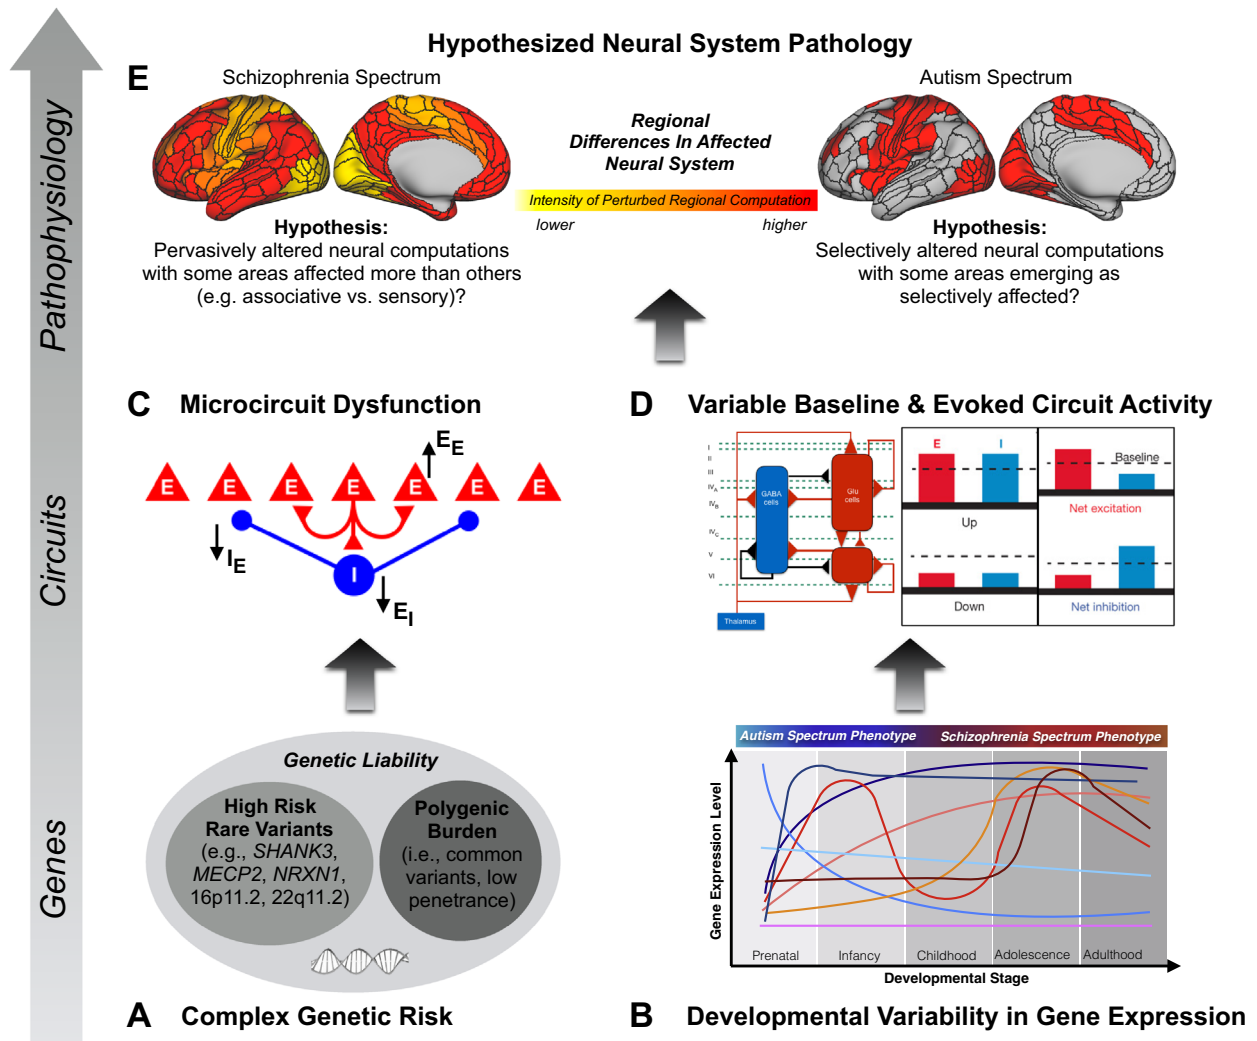 Hypothesized Neural System Pathology
E
Schizophrenia Spectrum
Autism Spectrum
Regional
Differences In Affected
Neural System
Intensity of Perturbed Regional Computation
lower
higher
Hypothesis:
Pervasively altered neural computations
with some areas affected more than others
(e.g. associative vs. sensory)?
Hypothesis:
Selectively altered neural computations
with some areas emerging as
selectively affected?
Pathophysiology
Circuits
Genes
C Microcircuit Dysfunction
E E E E E E E
EE
IE
I
EI
D Variable Baseline & Evoked Circuit Activity
I
II
III
IVA
IVB
IVC
V
VI
GABA
cells
Glu
cells
Thalamus
E I
Up
Down
Baseline
Net excitation
Net inhibition
Genetic Liability
High Risk
Rare Variants
(e.g., SHANK3,
MECP2, NRXN1,
16p11.2, 22q11.2)
Polygenic
Burden
(i.e., common
variants, low
penetrance)
A Complex Genetic Risk
Autism Spectrum Phenotype
Schizophrenia Spectrum Phenotype
Gene Expression Level
Prenatal
Infancy
Childhood
Adolescence
Adulthood
Developmental Stage
B Developmental Variability in Gene Expression